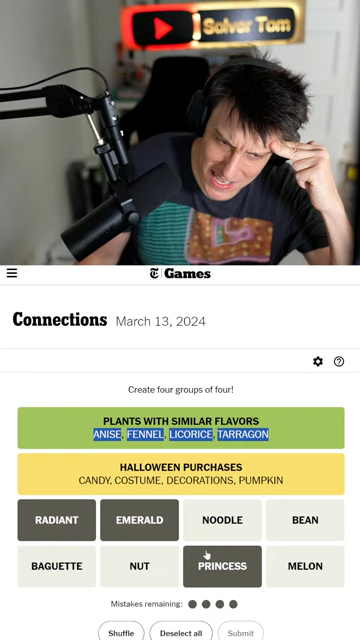 Solver Tom
Games
Connections March 13, 2024
Create four groups of four!
PLANTS WITH SIMILAR FLAVORS
ANISE, FENNEL, LICORICE, TARRAGON
HALLOWEEN PURCHASES
CANDY, COSTUME, DECORATIONS, PUMPKIN
RADIANT EMERALD NOODLE BEAN
BAGUETTE NUT PRINCESS MELON
Mistakes remaining:
Shuffle Deselect all Submit